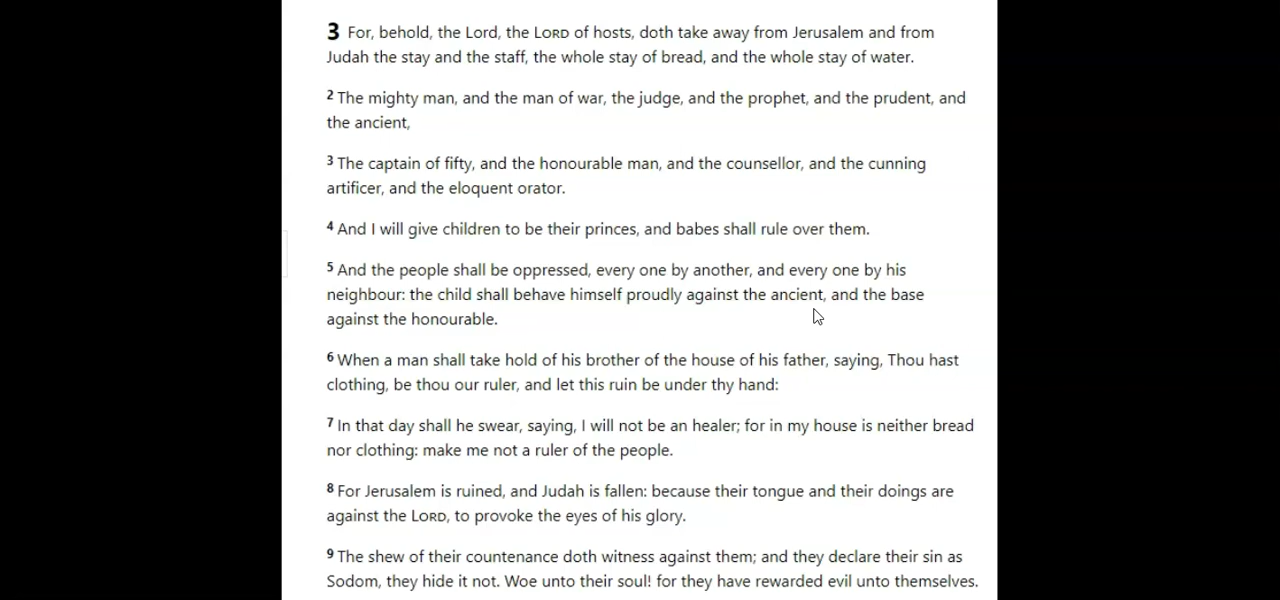 3 For, behold, the Lord, the LORD of hosts, doth take away from Jerusalem and from
Judah the stay and the staff, the whole stay of bread, and the whole stay of water.
2 The mighty man, and the man of war, the judge, and the prophet, and the prudent, and
the ancient,
3 The captain of fifty, and the honourable man, and the counsellor, and the cunning
artificer, and the eloquent orator.
4 And I will give children to be their princes, and babes shall rule over them.
5 And the people shall be oppressed, every one by another, and every one by his
neighbour: the child shall behave himself proudly against the ancient, and the base
against the honourable.
6 When a man shall take hold of his brother of the house of his father, saying, Thou hast
clothing, be thou our ruler, and let this ruin be under thy hand:
7 In that day shall he swear, saying, I will not be an healer; for in my house is neither bread
nor clothing: make me not a ruler of the people.
8 For Jerusalem is ruined, and Judah is fallen: because their tongue and their doings are
against the LORD, to provoke the eyes of his glory.
9 The shew of their countenance doth witness against them; and they declare their sin as
Sodom, they hide it not. Woe unto their soul! for they have rewarded evil unto themselves.